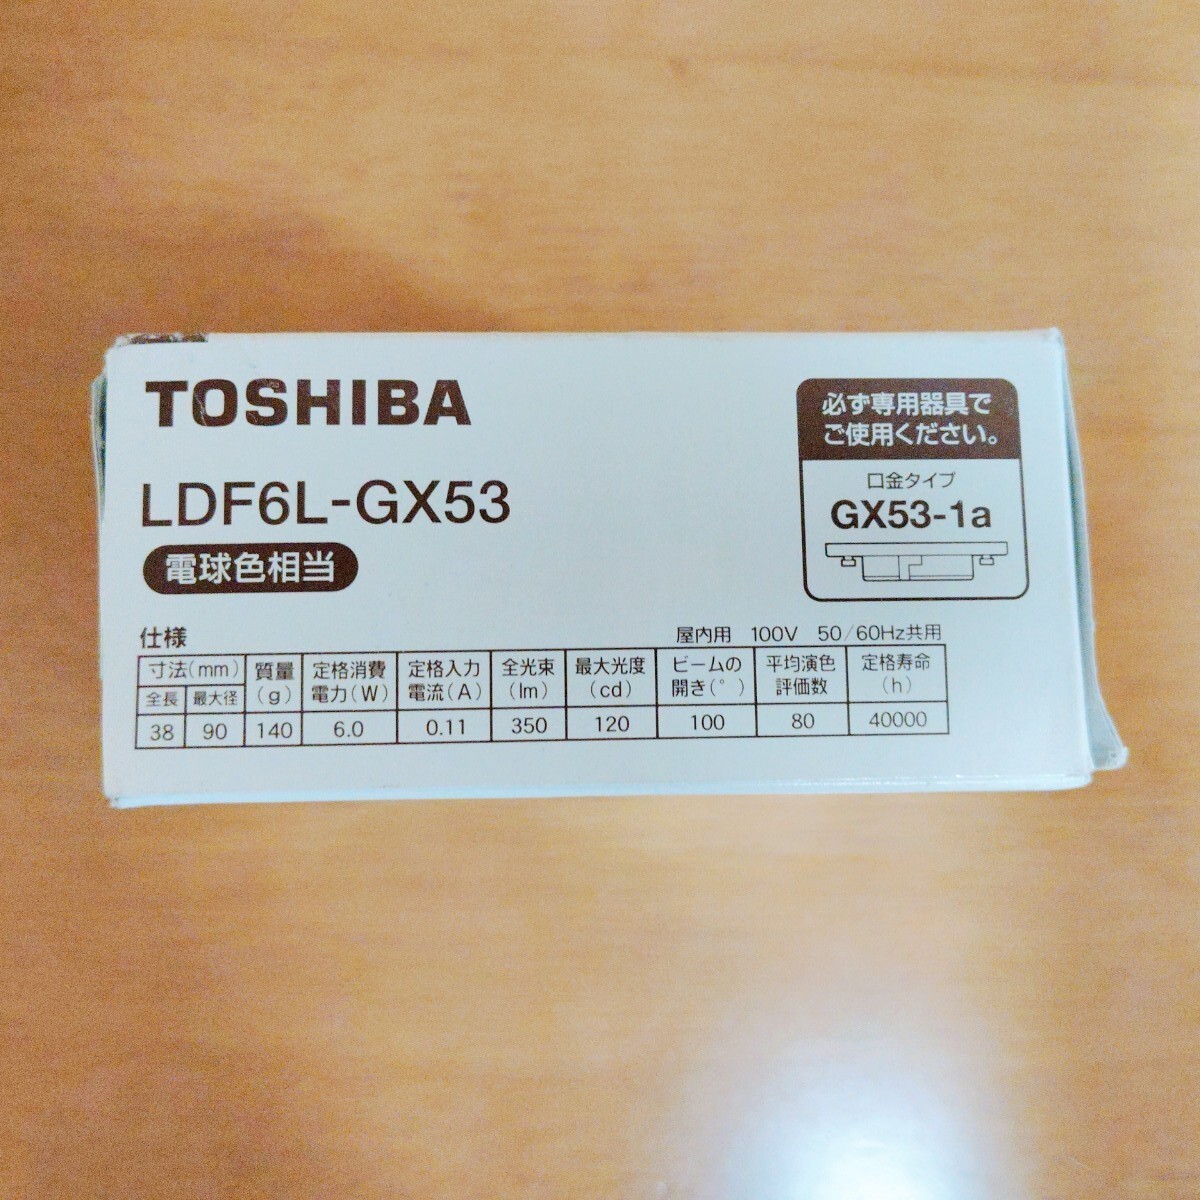 TOSHIBA
必ず専用器具で
ご使用ください。
口金タイプ
GX53-1a
LDF6L-GX53
電球色相当
仕様
屋内用 100V 50/60Hz共用
寸法(mm) 質量(g) 定格消費電力(W) 定格入力電流(A) 全光束(lm) 最大光度(cd) ビームの開き(°) 平均演色評価数 定格寿命(h)
全長 最大径
38 90 140 6.0 0.11 350 120 100 80 40000